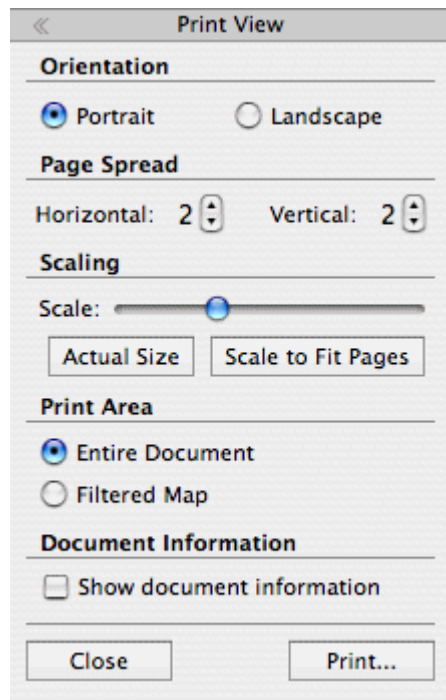 Print View
Orientation
Portrait Landscape
Page Spread
Horizontal: 2 Vertical: 2
Scaling
Scale:
Actual Size Scale to Fit Pages
Print Area
Entire Document
Filtered Map
Document Information
Show document information
Close Print...